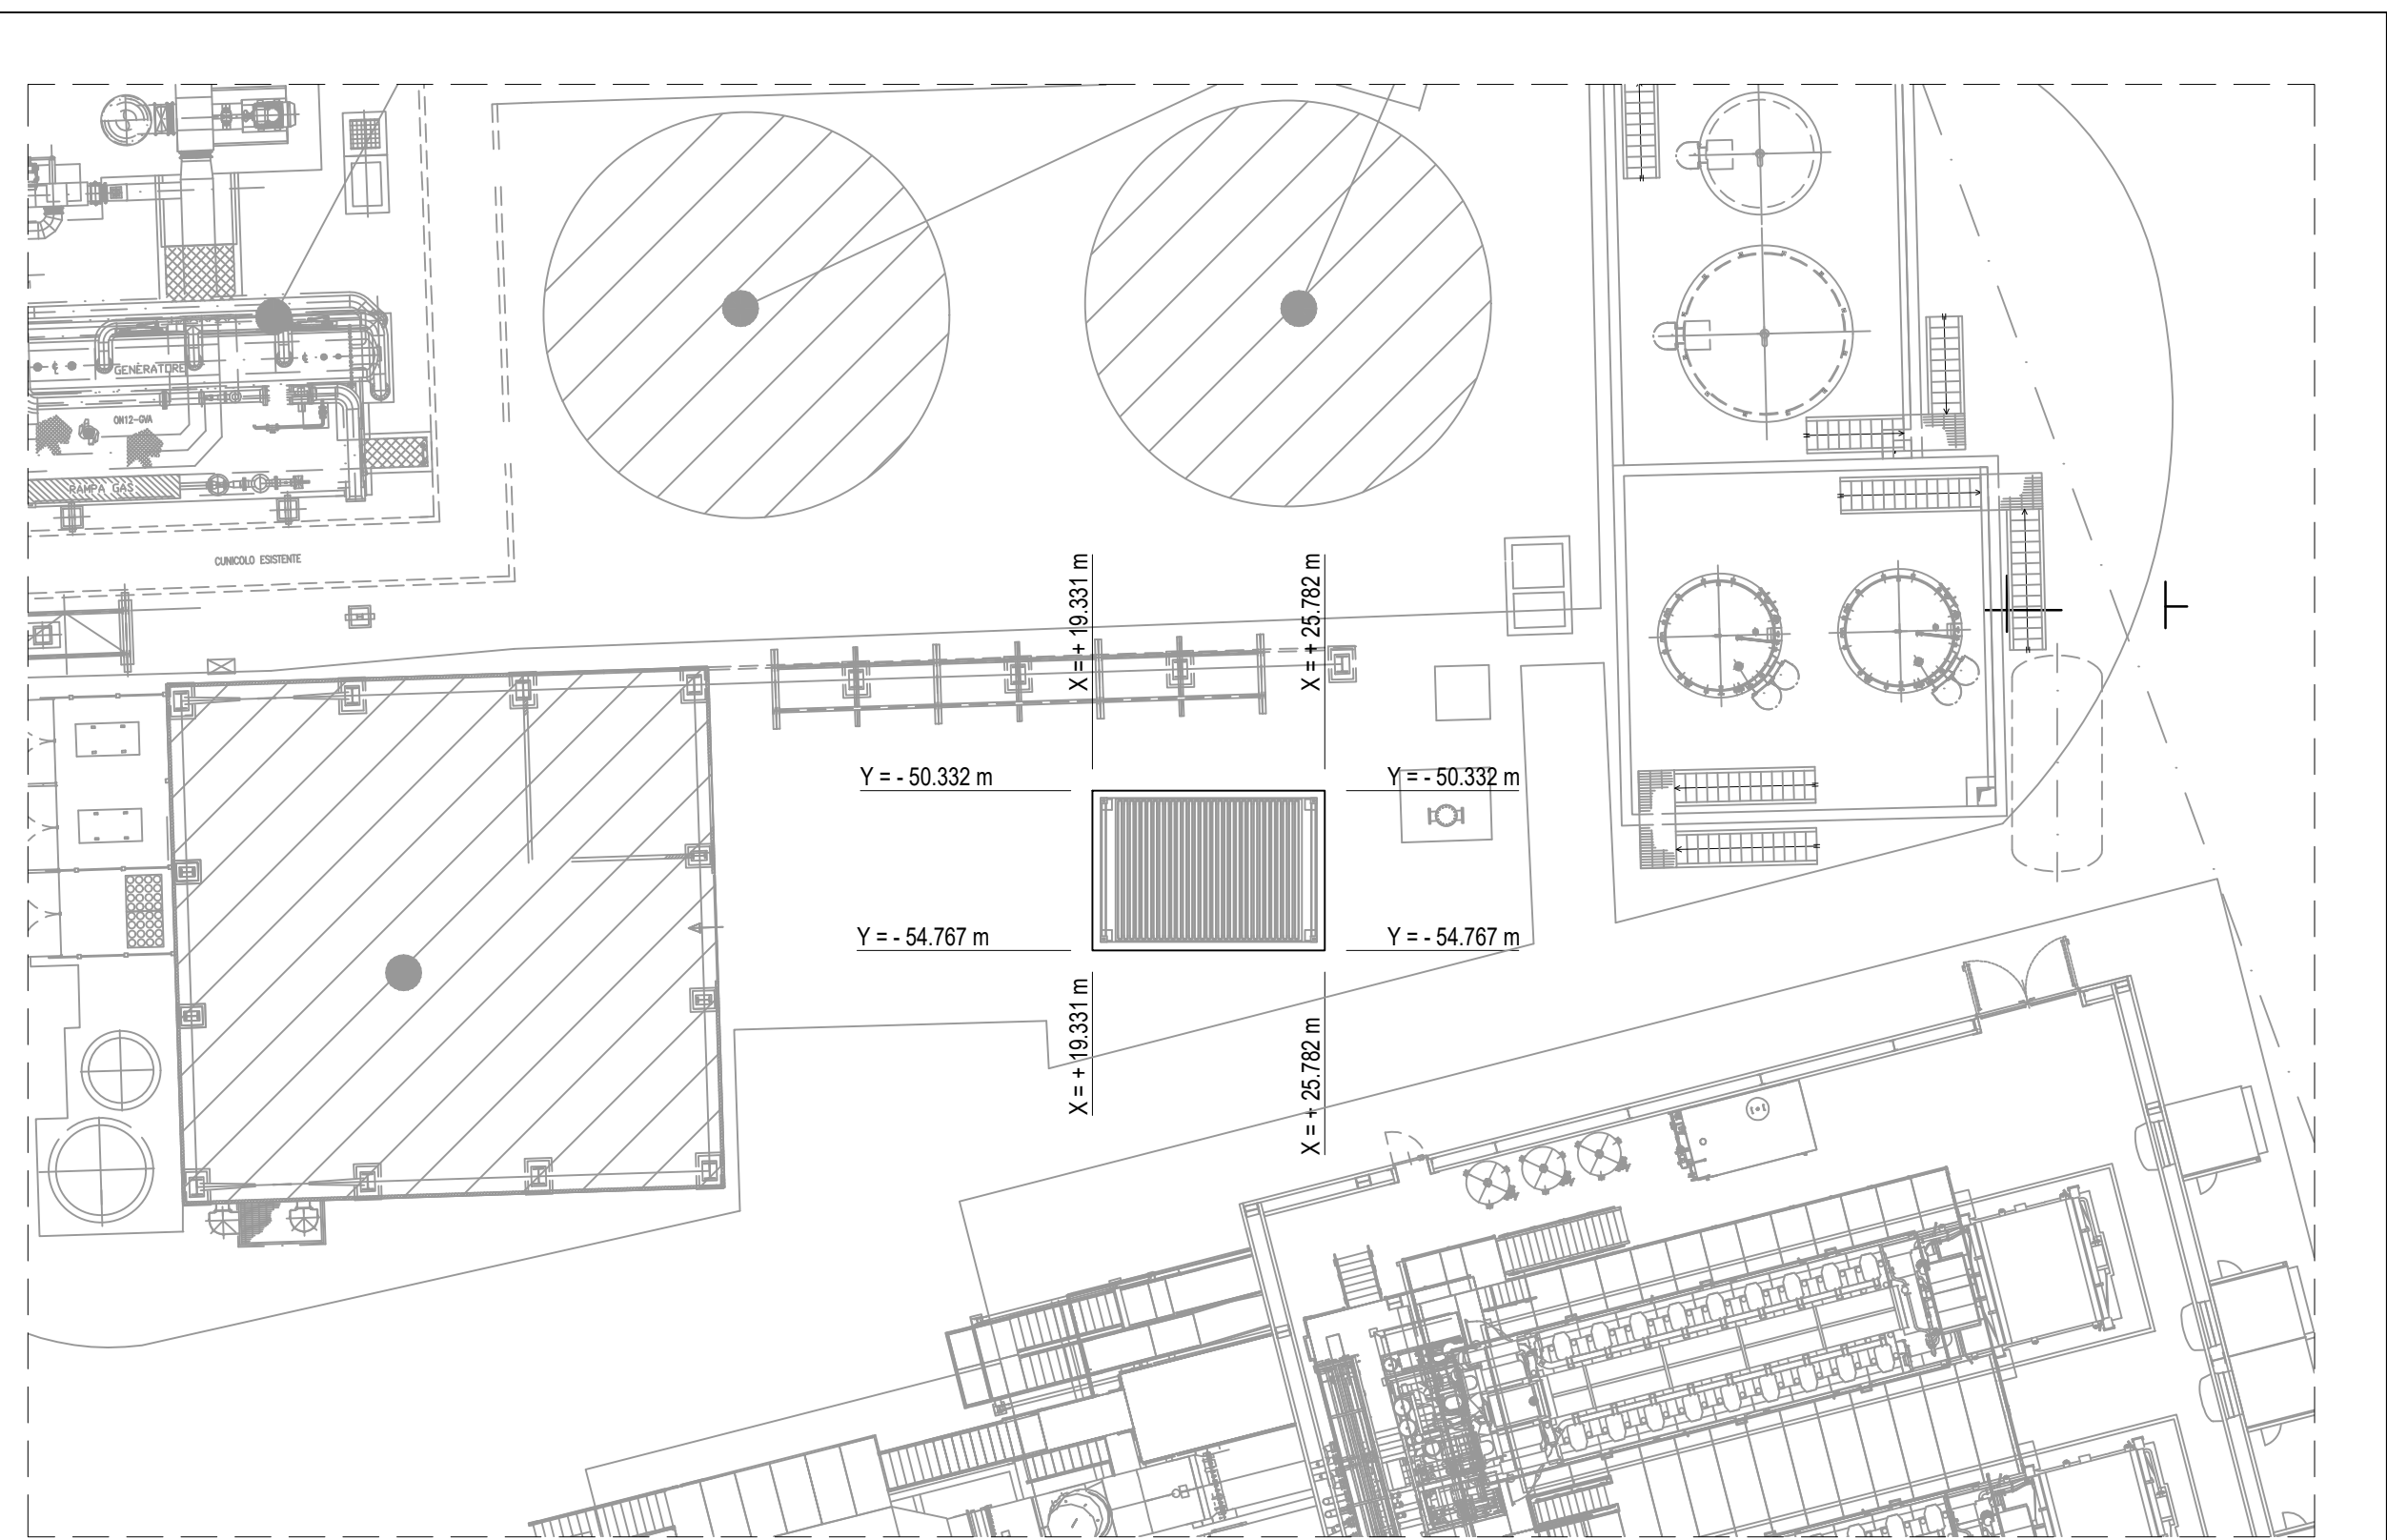 GENERATORE
ON12-GVA
RAMPA GAS
CUNICOLO ESISTENTE
X = + 19.331 m
X = + 25.782 m
Y = - 50.332 m
Y = - 50.332 m
Y = - 54.767 m
Y = - 54.767 m
X = + 19.331 m
X = + 25.782 m